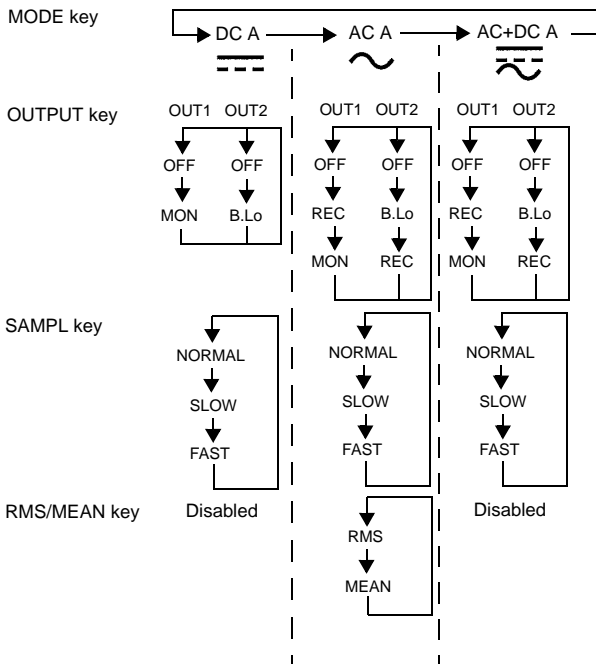 MODE key
DC A AC A AC+DC A
OUTPUT key OUT1 OUT2 OUT1 OUT2 OUT1 OUT2
OFF OFF OFF OFF OFF OFF
MON B.Lo REC B.Lo REC B.Lo
MON REC MON REC
SAMPL key
NORMAL NORMAL NORMAL
SLOW SLOW SLOW
FAST FAST FAST
RMS/MEAN key Disabled Disabled
RMS
MEAN